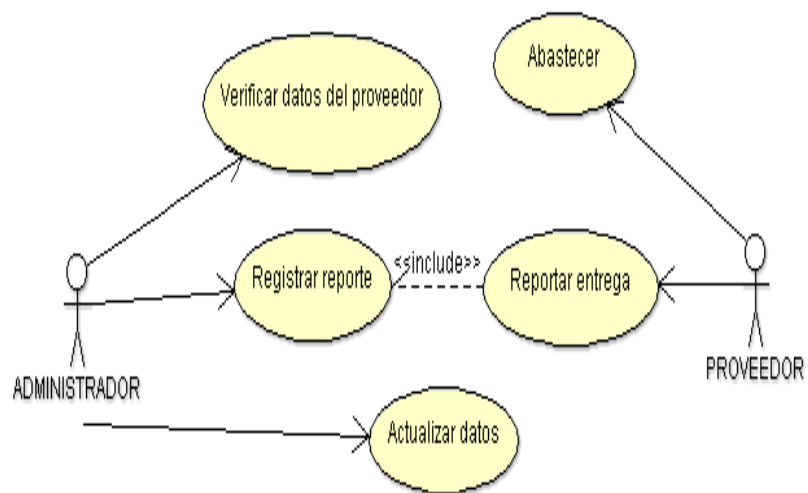 Abastecer
Verificar datos del proveedor
<<include>>
Registrar reporte
Reportar entrega
ADMINISTRADOR
PROVEEDOR
Actualizar datos